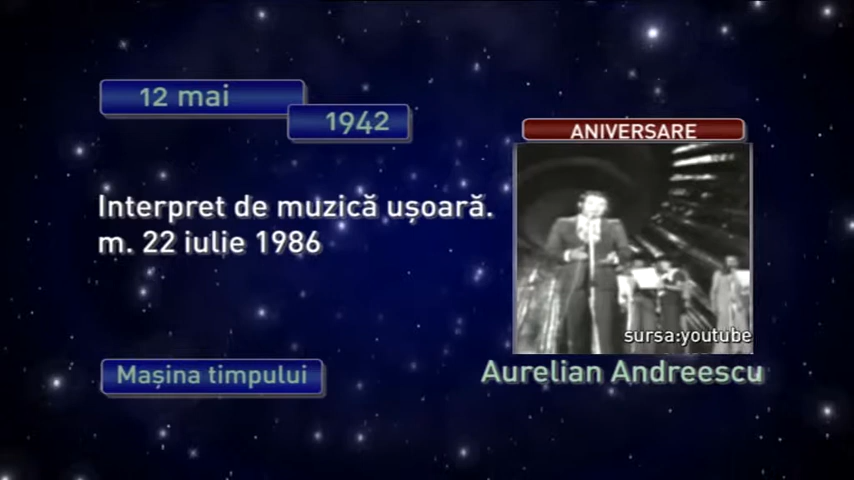 12 mai
1942
ANIVERSARE
Interpret de muzică ușoară.
m. 22 iulie 1986
sursa:youtube
Aurelian Andreescu
Mașina timpului